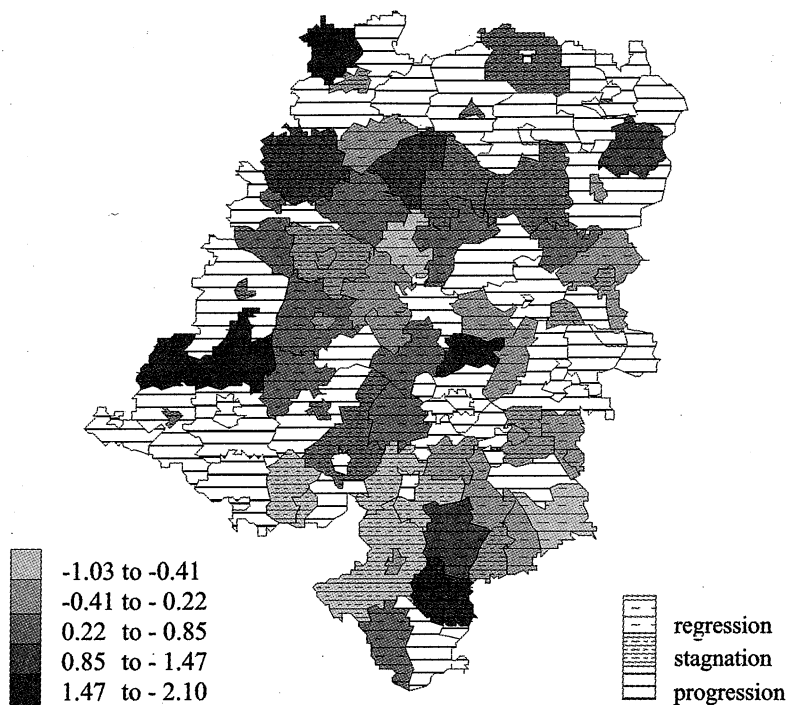 -1.03 to -0.41
-0.41 to - 0.22
0.22 to - 0.85
0.85 to - 1.47
1.47 to - 2.10
regression
stagnation
progression